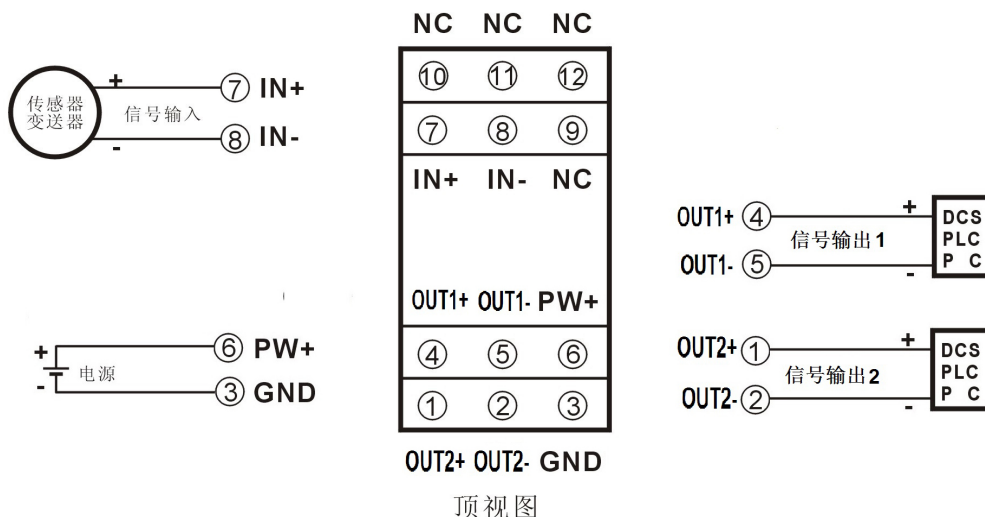 NC NC NC
⑩ ⑪ ⑫
⑦ ⑧ ⑨
IN+ IN- NC
OUT1+ OUT1- PW+
④ ⑤ ⑥
① ② ③
OUT2+ OUT2- GND
顶视图
传感器
变送器
+
信号输入
-
⑦ IN+
⑧ IN-
+
电源
-
⑥ PW+
③ GND
OUT1+ ④
信号输出1
OUT1- ⑤
+
-
DCS
PLC
P C
OUT2+ ①
信号输出2
OUT2- ②
+
-
DCS
PLC
P C